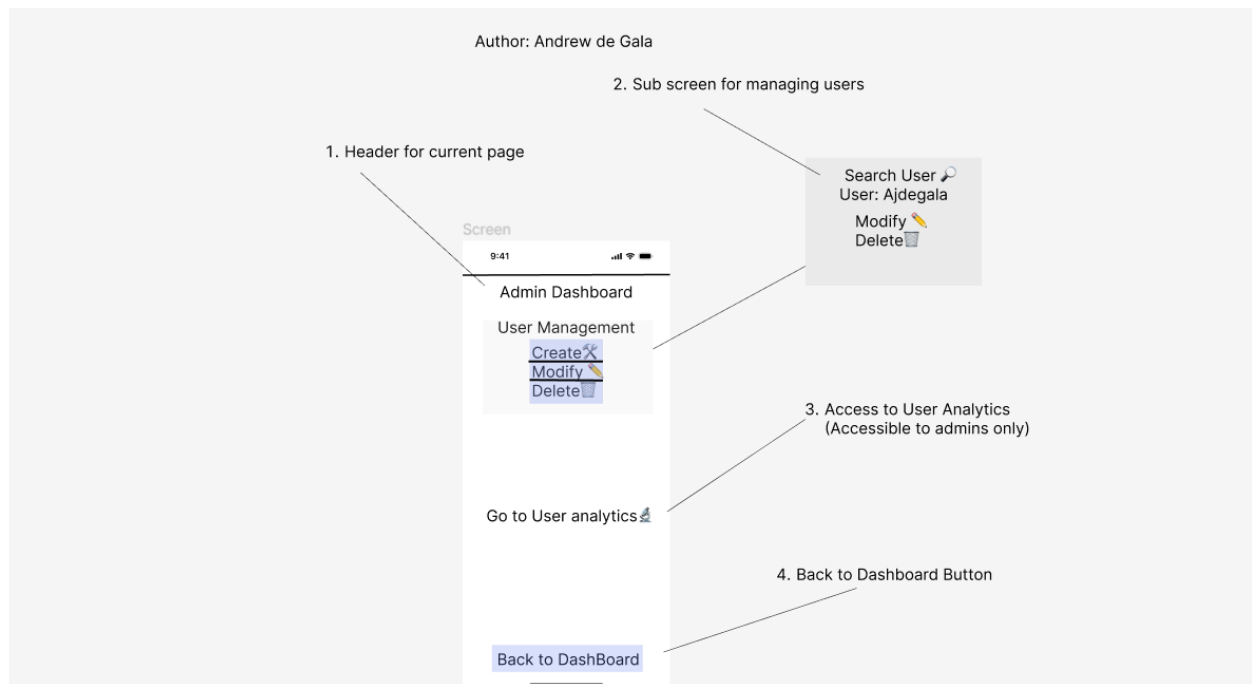 Author: Andrew de Gala
2. Sub screen for managing users
1. Header for current page
Search User 🔎
User: Ajdegala
Modify ✏️
Delete🗑️
Screen
9:41
Admin Dashboard
User Management
Create🛠️
Modify ✏️
Delete🗑️
3. Access to User Analytics
(Accessible to admins only)
Go to User analytics🔬
4. Back to Dashboard Button
Back to DashBoard